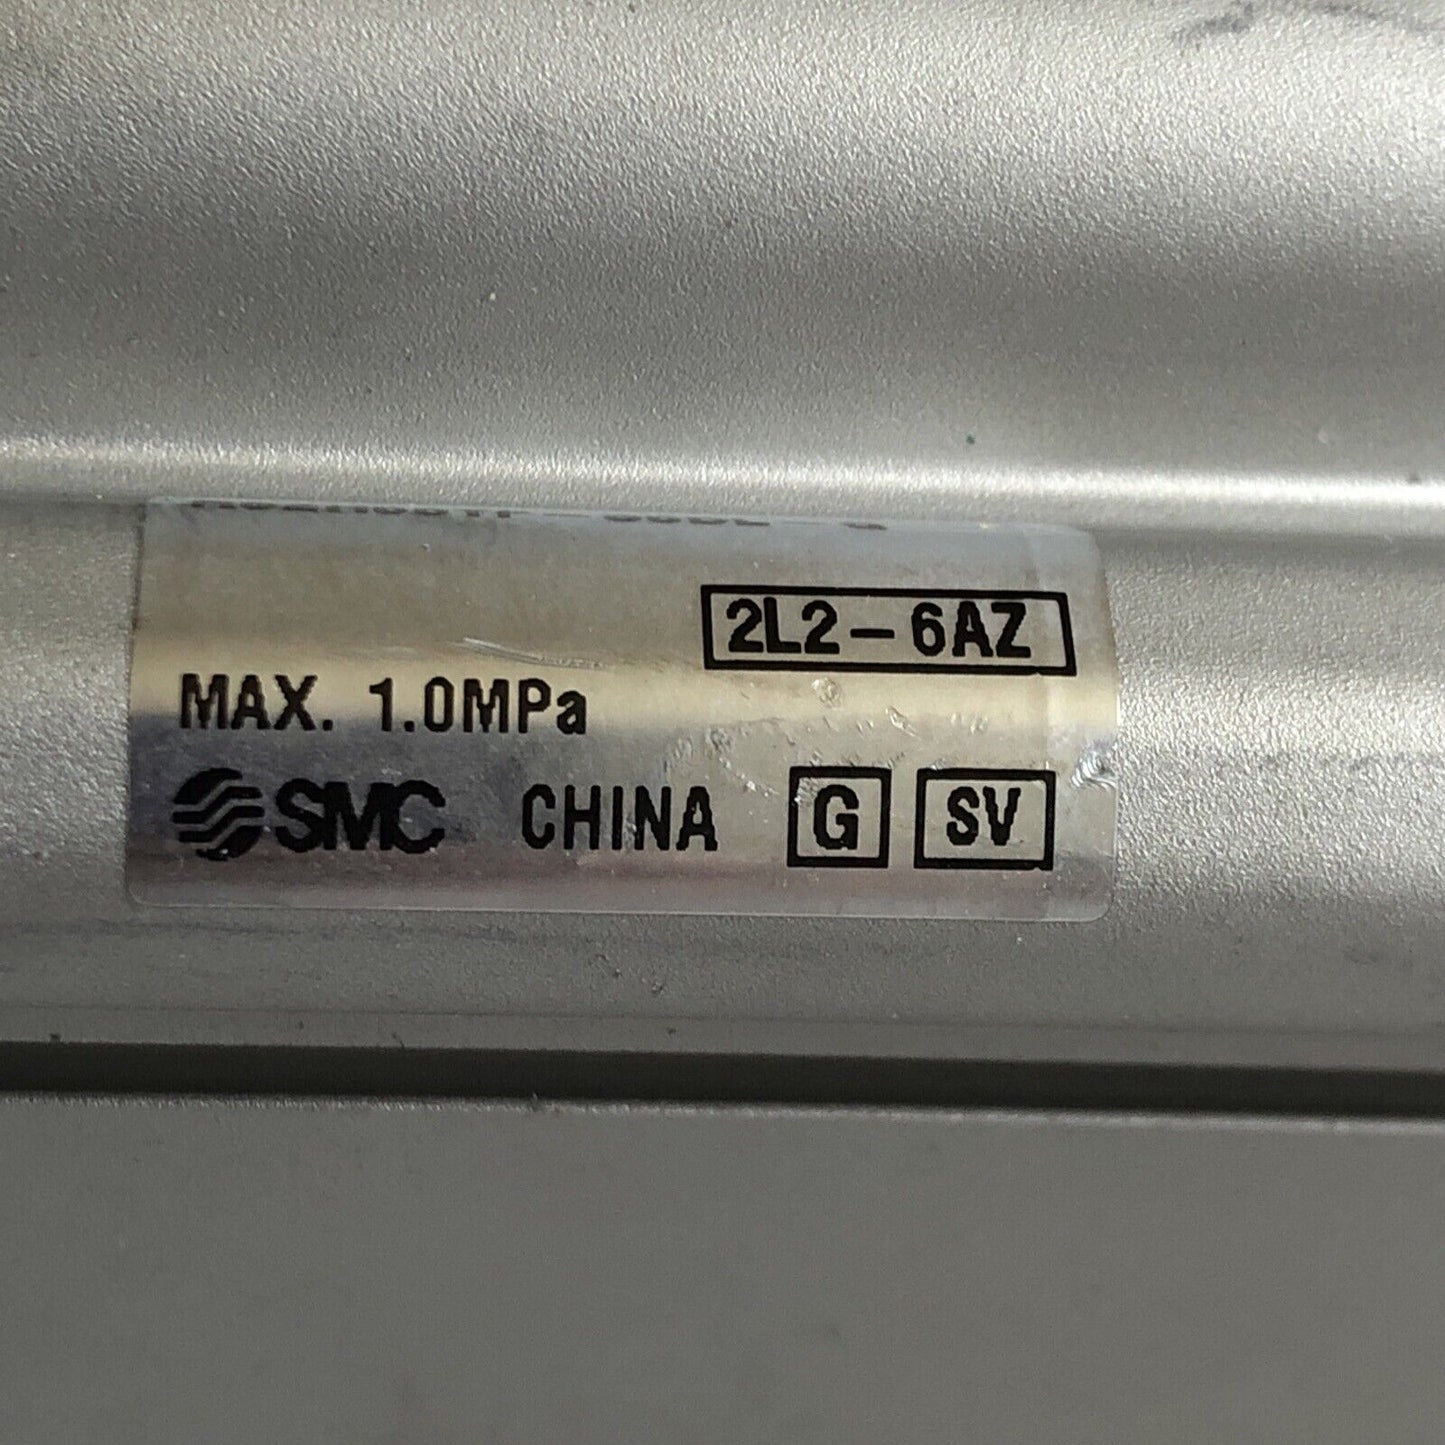 2L2-6AZ
MAX. 1.0MPa
SMC CHINA G SV